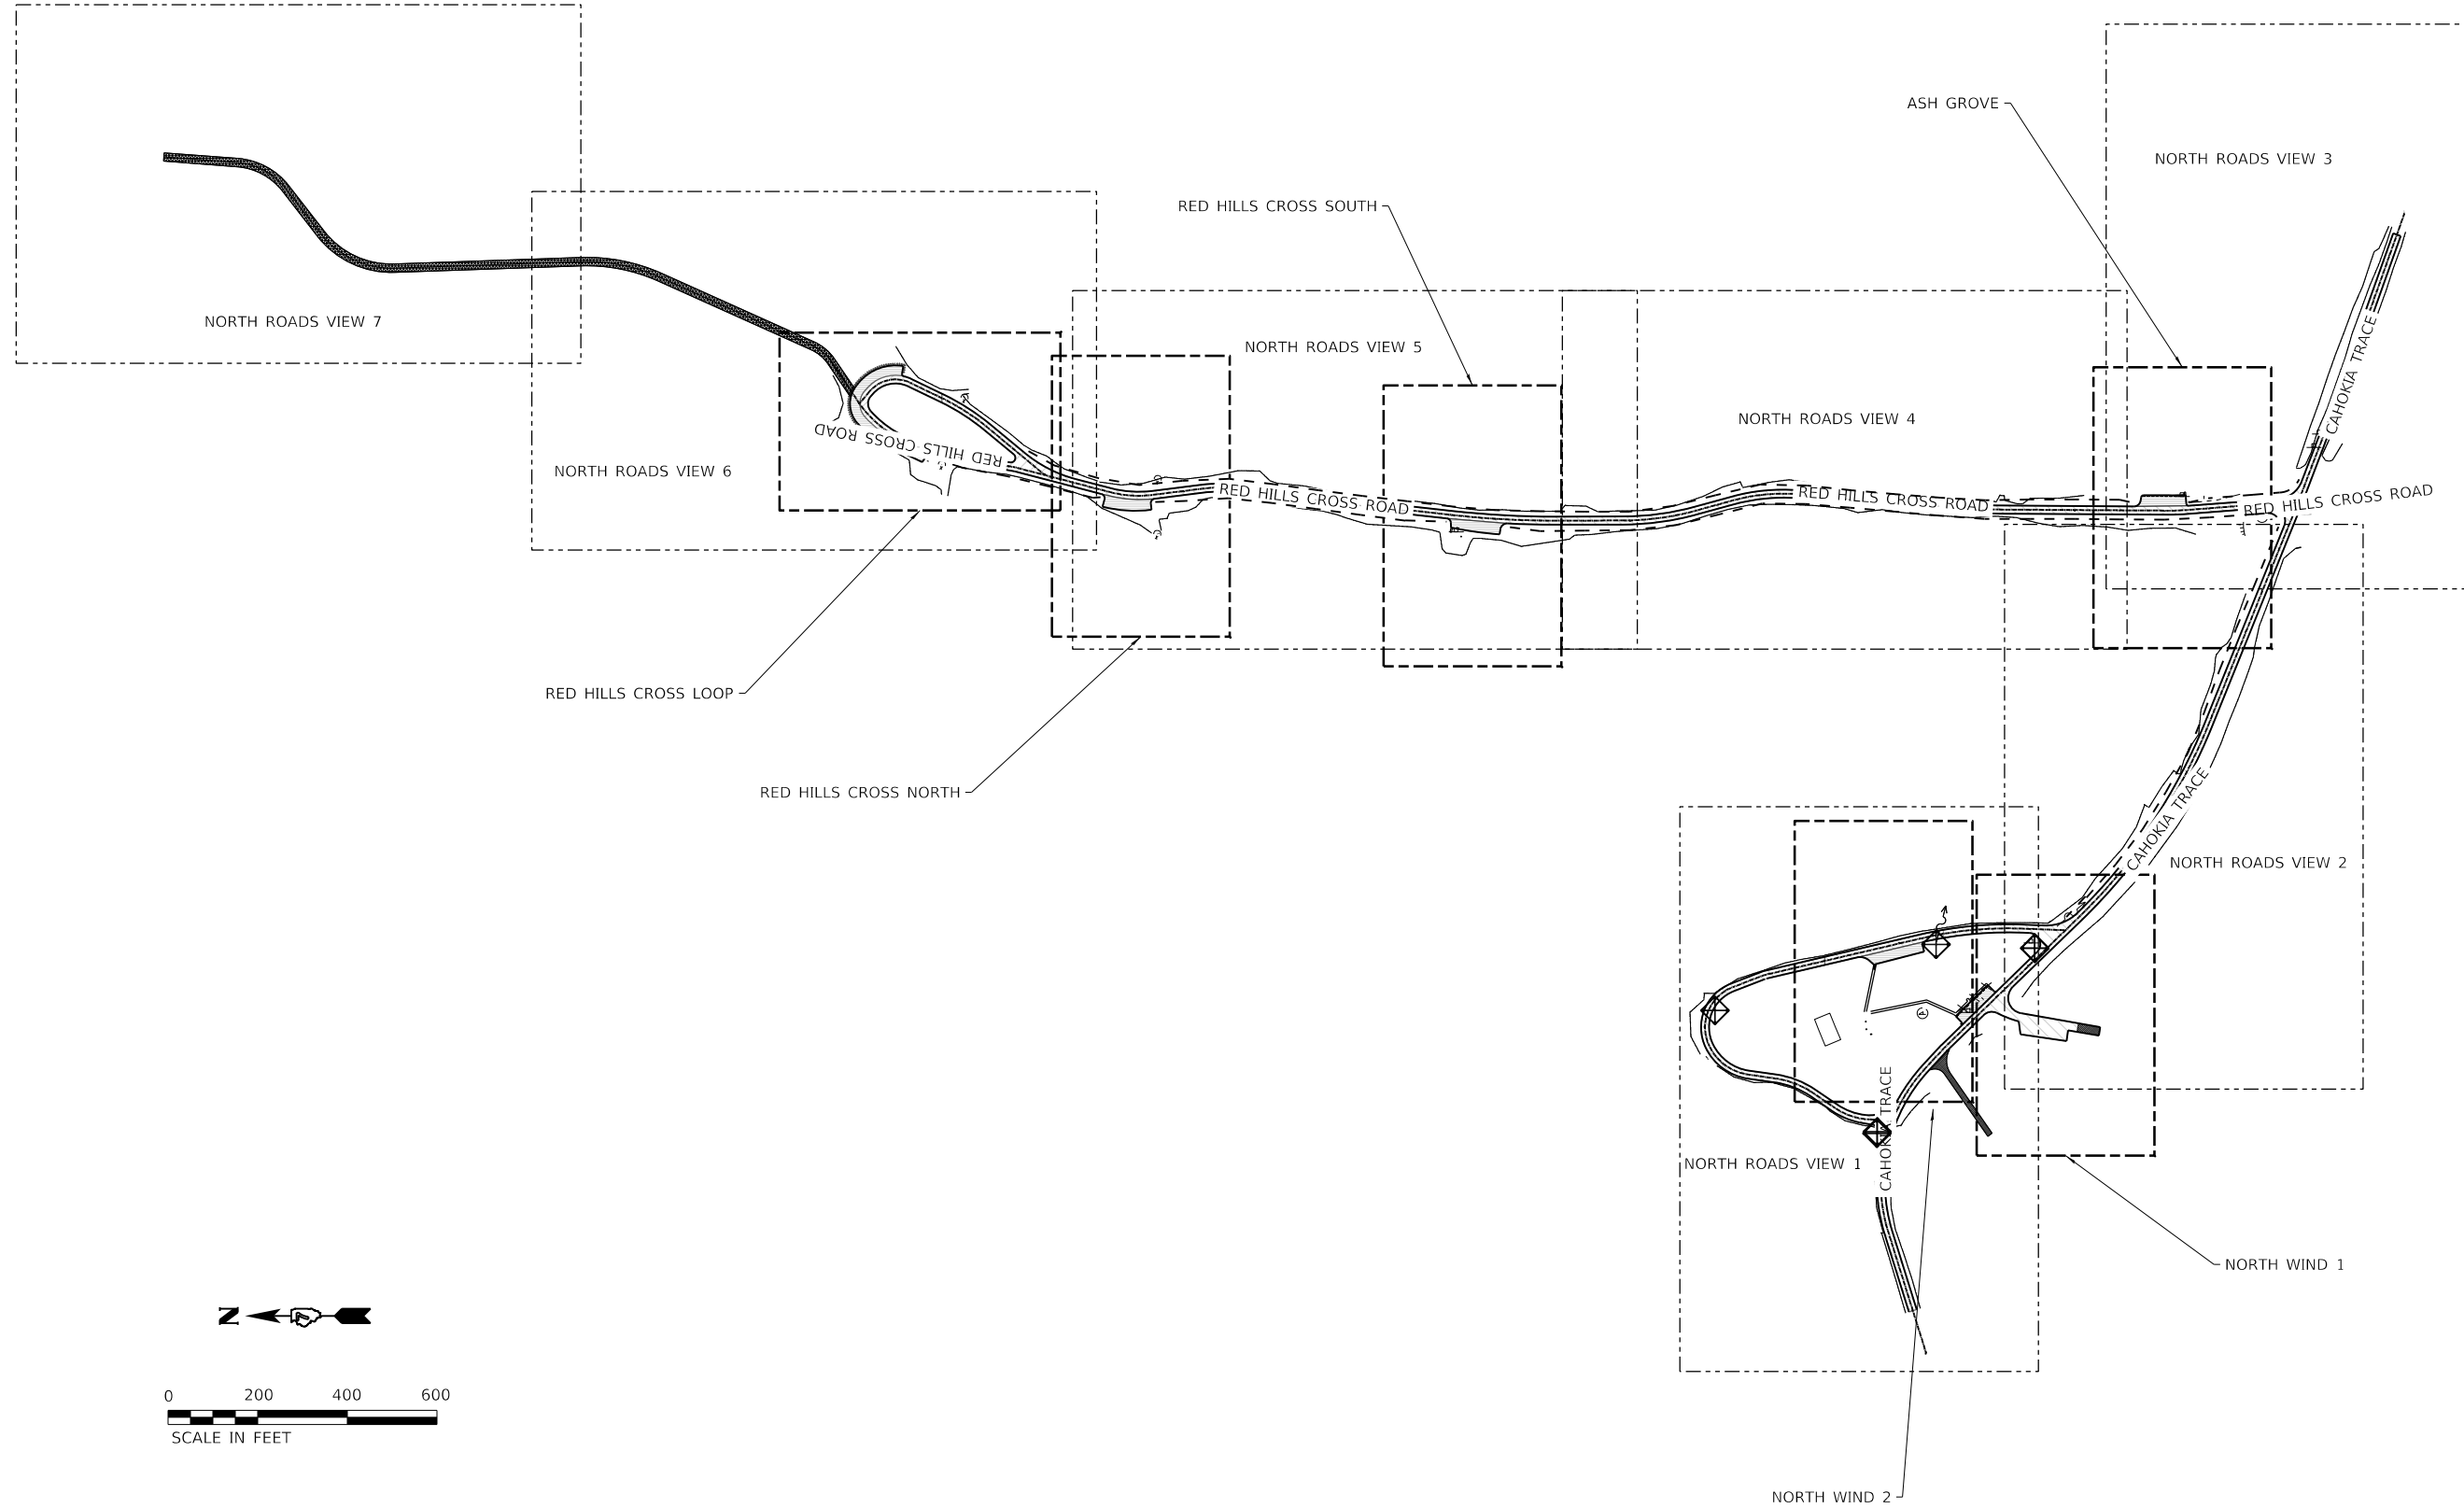 ASH GROVE
NORTH ROADS VIEW 3
RED HILLS CROSS SOUTH
NORTH ROADS VIEW 7
NORTH ROADS VIEW 5
CAHOKIA TRACE
NORTH ROADS VIEW 4
RED HILLS CROSS ROAD
NORTH ROADS VIEW 6
RED HILLS CROSS ROAD
RED HILLS CROSS ROAD
RED HILLS CROSS ROAD
RED HILLS CROSS LOOP
RED HILLS CROSS NORTH
CAHOKIA TRACE
NORTH ROADS VIEW 2
CAHOKIA TRACE
NORTH ROADS VIEW 1
NORTH WIND 1
N
0 200 400 600
SCALE IN FEET
NORTH WIND 2